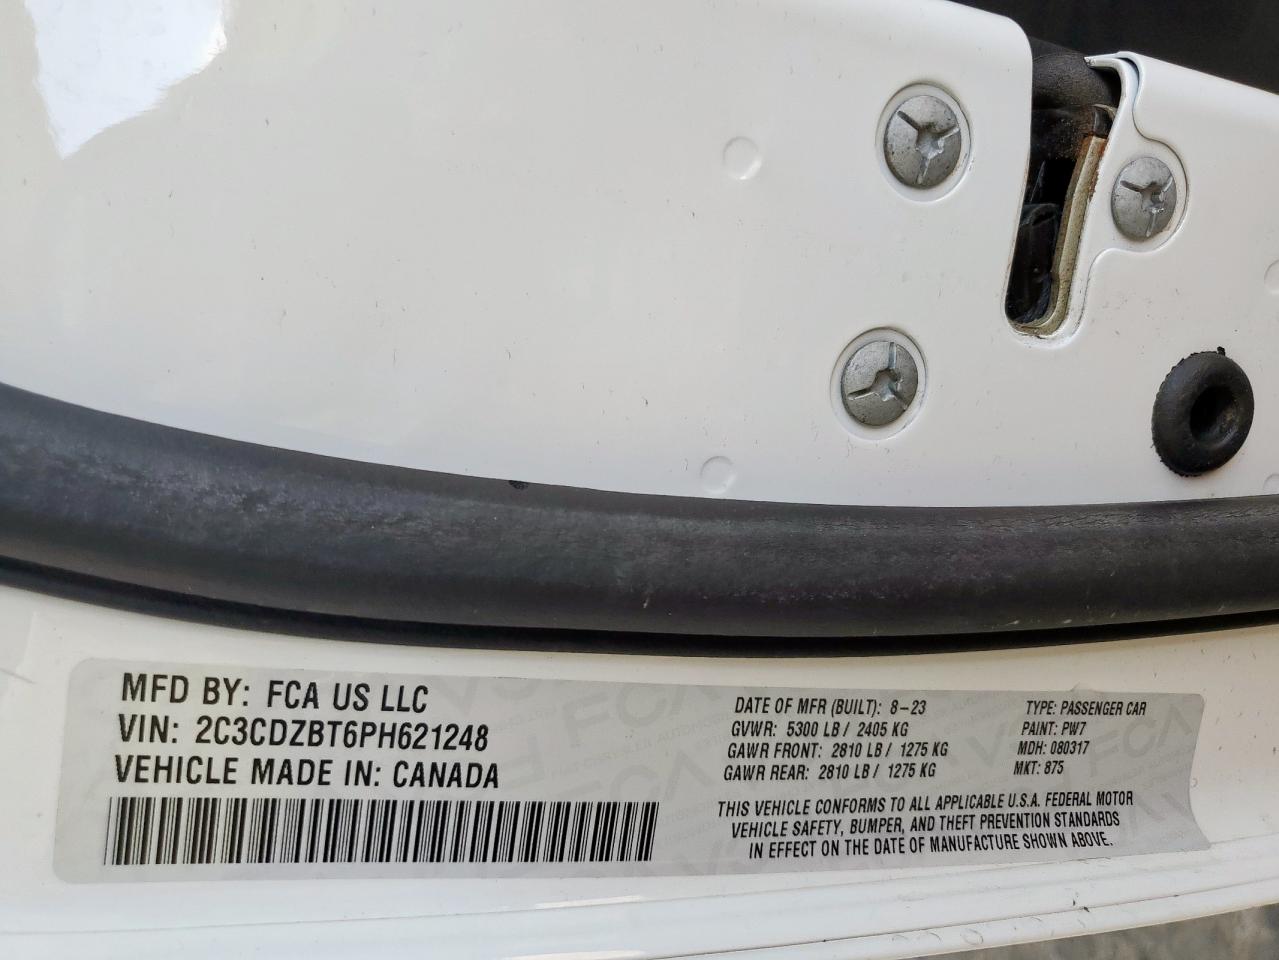 MFD BY: FCA US LLC
VIN: 2C3CDZBT6PH621248
VEHICLE MADE IN: CANADA
DATE OF MFR (BUILT): 8-23
GVWR: 5300 LB / 2405 KG
GAWR FRONT: 2810 LB / 1275 KG
GAWR REAR: 2810 LB / 1275 KG
TYPE: PASSENGER CAR
PAINT: PW7
MDH: 080317
MKT: 875
THIS VEHICLE CONFORMS TO ALL APPLICABLE U.S.A. FEDERAL MOTOR
VEHICLE SAFETY, BUMPER, AND THEFT PREVENTION STANDARDS
IN EFFECT ON THE DATE OF MANUFACTURE SHOWN ABOVE.